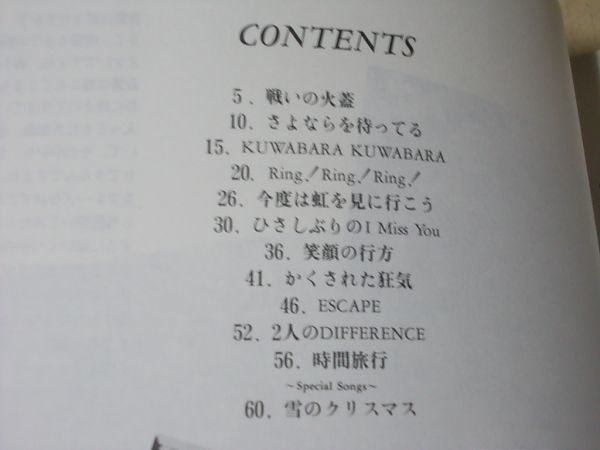 CONTENTS
5、戦いの火蓋
10、さよならを待ってる
15、KUWABARA KUWABARA
20、Ring! Ring! Ring!
26、今度は虹を見に行こう
30、ひさしぶりのI Miss You
36、笑顔の行方
41、かくされた狂気
46、ESCAPE
52、2人のDIFFERENCE
56、時間旅行
~Special Songs~
60、雪のクリスマス